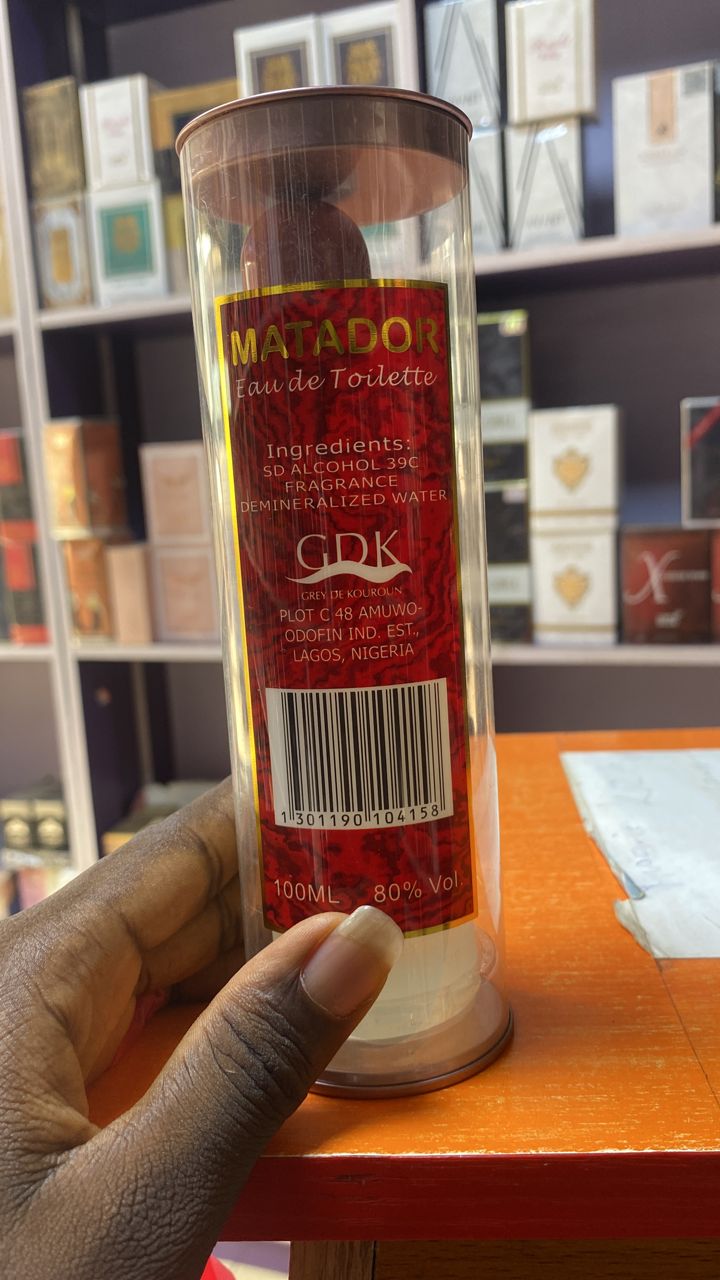 MATADOR
Eau de Toilette
Ingredients:
SD ALCOHOL 39C
FRAGRANCE
DEMINERALIZED WATER
GDK
GREY DE KOUROUN
PLOT C 48 AMUWO-
ODOFIN IND. EST.,
LAGOS, NIGERIA
1 301190 104158
100ML 80% Vol.